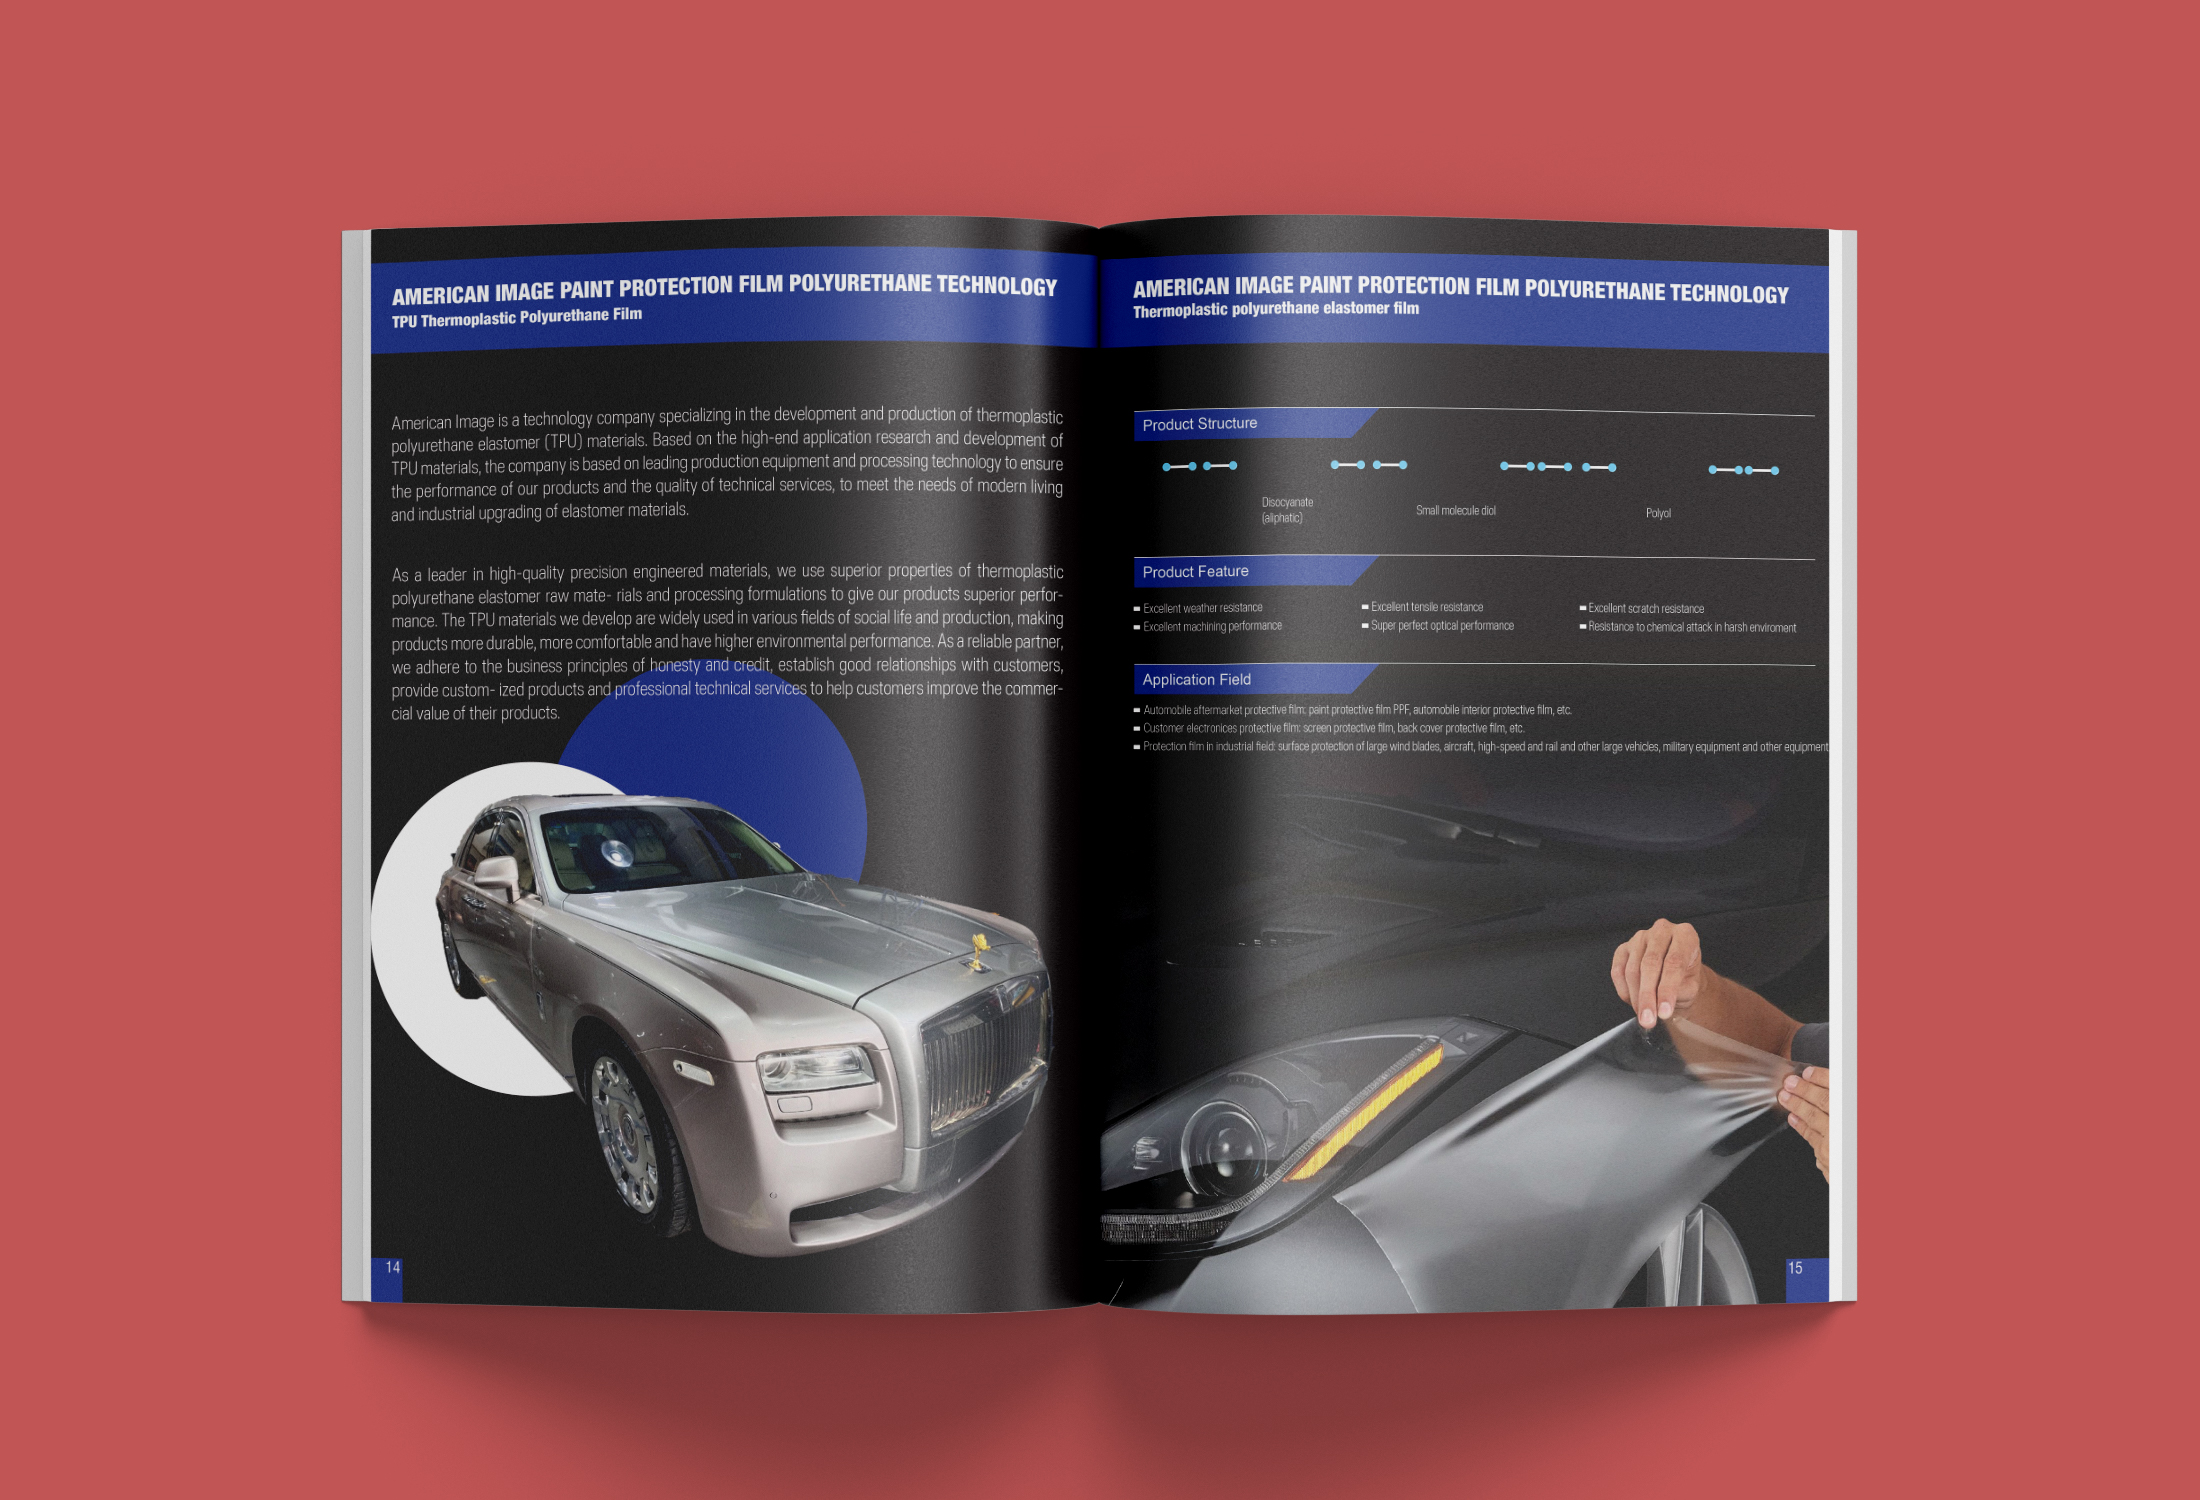 AMERICAN IMAGE PAINT PROTECTION FILM POLYURETHANE TECHNOLOGY
TPU Thermoplastic Polyurethane Film
American Image is a technology company specializing in the development and production of thermoplastic
polyurethane elastomer (TPU) materials. Based on the high-end application research and development of
TPU materials, the company is based on leading production equipment and processing technology to ensure
the performance of our products and the quality of technical services, to meet the needs of modern living
and industrial upgrading of elastomer materials.
As a leader in high-quality precision engineered materials, we use superior properties of thermoplastic
polyurethane elastomer raw mate- rials and processing formulations to give our products superior perfor-
mance. The TPU materials we develop are widely used in various fields of social life and production, making
products more durable, more comfortable and have higher environmental performance. As a reliable partner,
we adhere to the business principles of honesty and credit, establish good relationships with customers,
provide custom- ized products and professional technical services to help customers improve the commer-
cial value of their products.
14
AMERICAN IMAGE PAINT PROTECTION FILM POLYURETHANE TECHNOLOGY
Thermoplastic polyurethane elastomer film
Product Structure
Disocyanate
(aliphatic)
Small molecule diol
Polyol
Product Feature
Excellent weather resistance
Excellent tensile resistance
Excellent scratch resistance
Excellent machining performance
Super perfect optical performance
Resistance to chemical attack in harsh enviroment
Application Field
Automobile aftermarket protective film: paint protective film PPF, automobile interior protective film, etc.
Customer electronices protective film: screen protective film, back cover protective film, etc.
Protection film in industrial field: surface protection of large wind blades, aircraft, high-speed and rail and other large vehicles, military equipment and other equipment
15